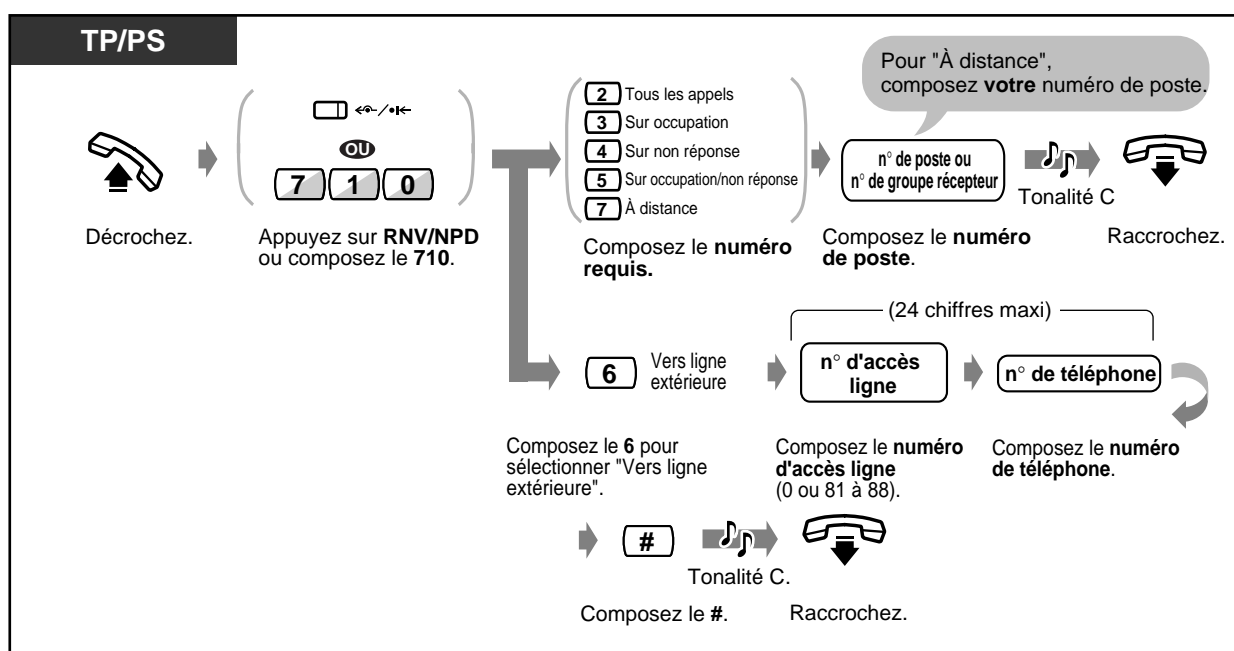 TP/PS
Pour "À distance",
composez votre numéro de poste.
OU
7 1 0
2 Tous les appels
3 Sur occupation
4 Sur non réponse
5 Sur occupation/non réponse
7 À distance
n° de poste ou
n° de groupe récepteur
Tonalité C
Décrochez.
Appuyez sur RNV/NPD
ou composez le 710.
Composez le numéro
requis.
Composez le numéro
de poste.
Raccrochez.
(24 chiffres maxi)
6
Vers ligne
extérieure
n° d'accès
ligne
n° de téléphone
Composez le 6 pour
sélectionner "Vers ligne
extérieure".
Composez le numéro
d'accès ligne
(0 ou 81 à 88).
Composez le numéro
de téléphone.
#
Tonalité C.
Composez le #.
Raccrochez.